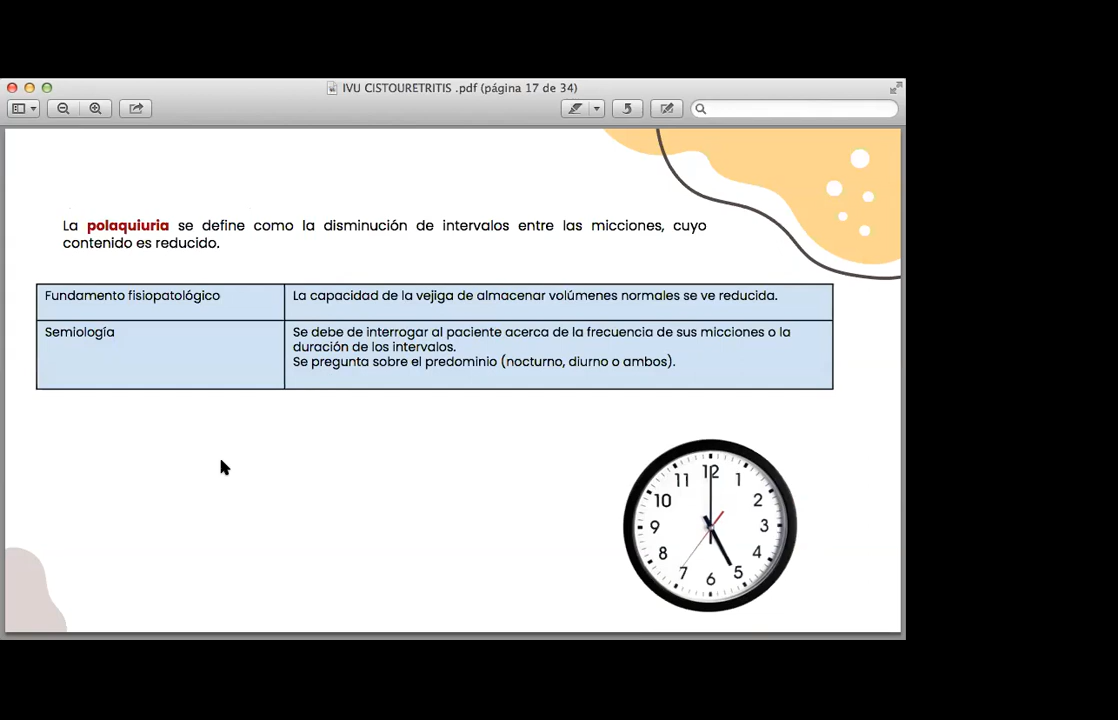 IVU CISTOURETRITIS .pdf (página 17 de 34)
La polaquiuria se define como la disminución de intervalos entre las micciones, cuyo
contenido es reducido.
Fundamento fisiopatológico
La capacidad de la vejiga de almacenar volúmenes normales se ve reducida.
Semiología
Se debe de interrogar al paciente acerca de la frecuencia de sus micciones o la
duración de los intervalos.
Se pregunta sobre el predominio (nocturno, diurno o ambos).
12
1
2
3
4
5
6
7
8
9
10
11